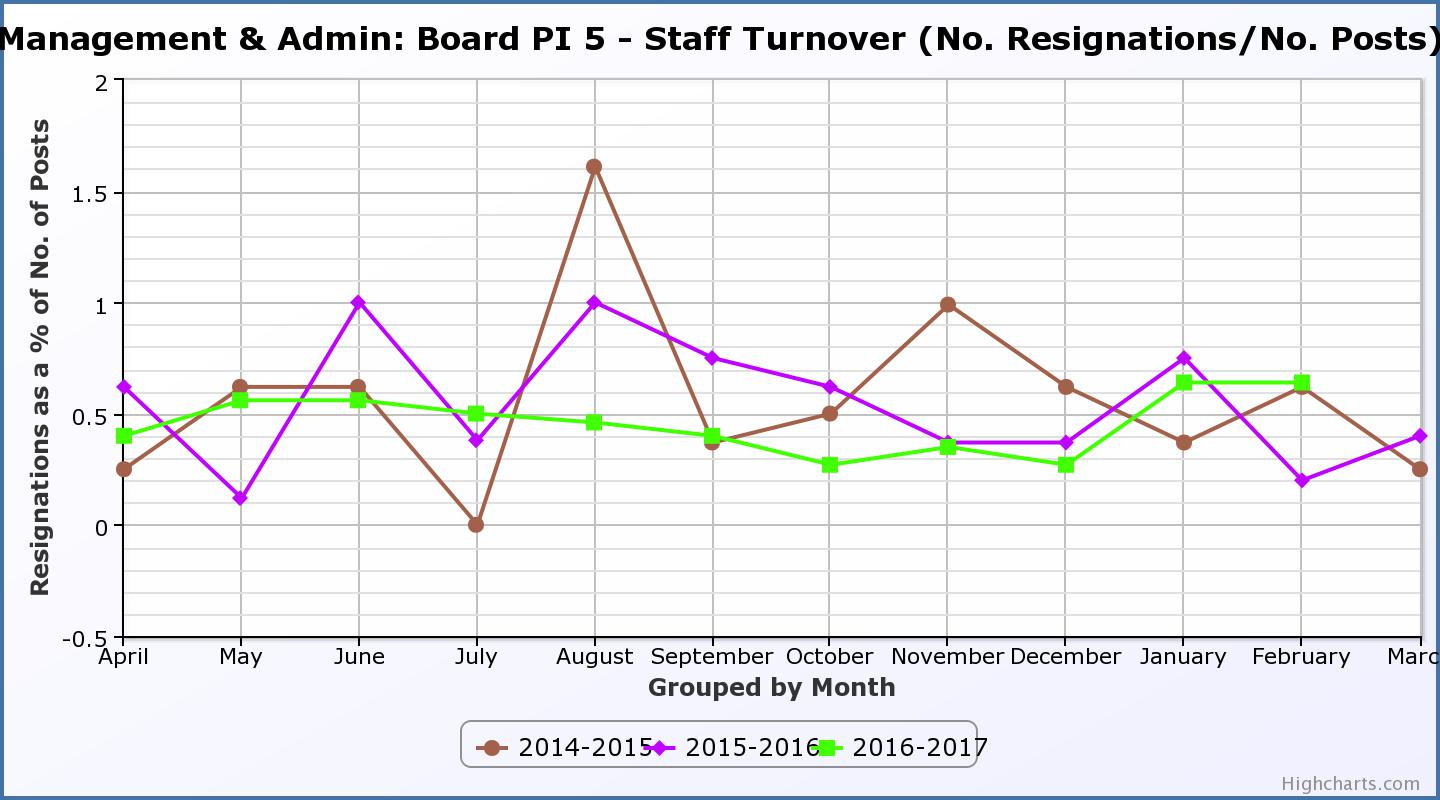 Management & Admin: Board PI 5 - Staff Turnover (No. Resignations/No. Posts)
Resignations as a % of No. of Posts
2
1.5
1
0.5
0
-0.5
April May June July August September October November December January February Marc
Grouped by Month
2014-2015 2015-2016 2016-2017
Highcharts.com